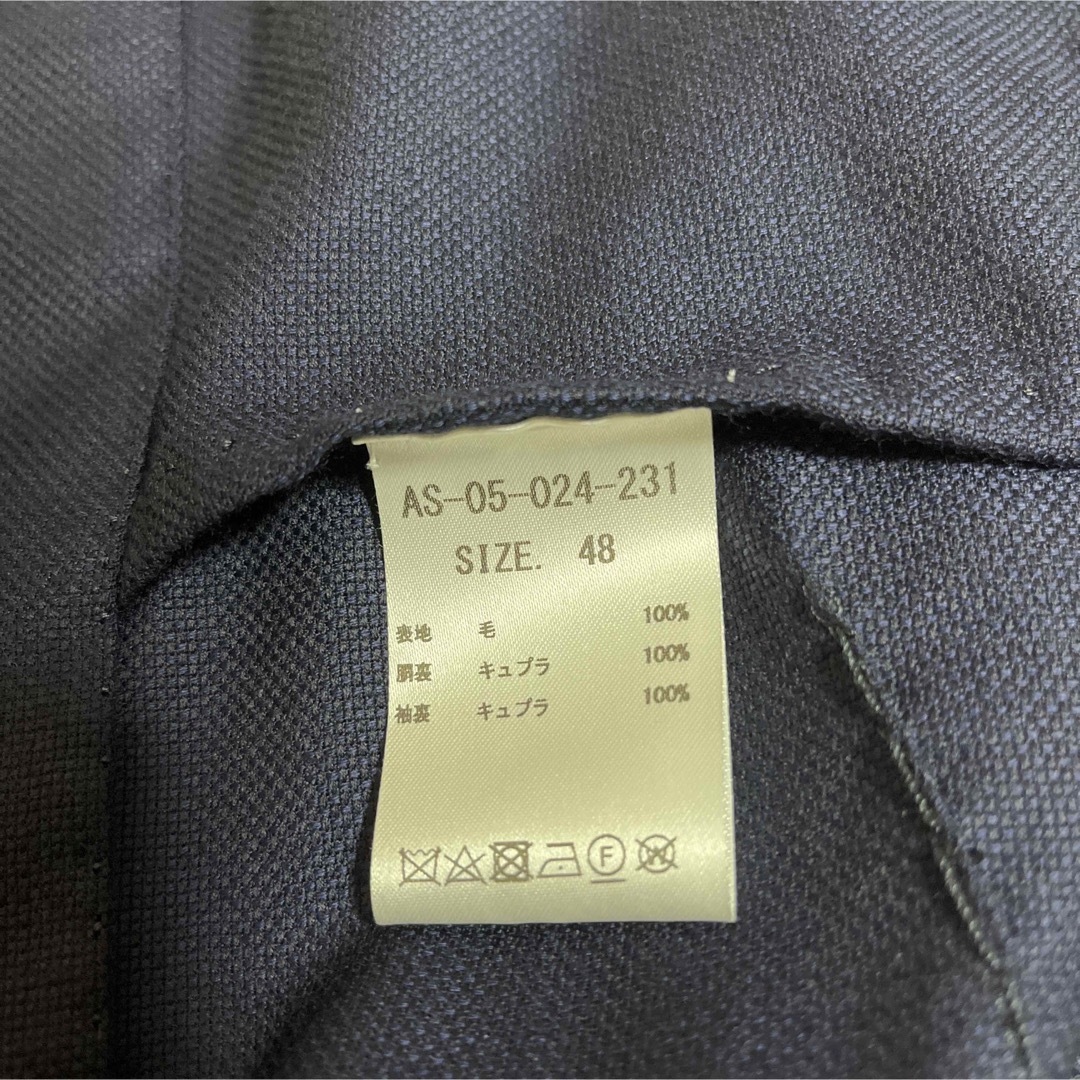 AS-05-024-231
SIZE. 48
表地 毛 100%
胴裏 キュプラ 100%
袖裏 キュプラ 100%
F W